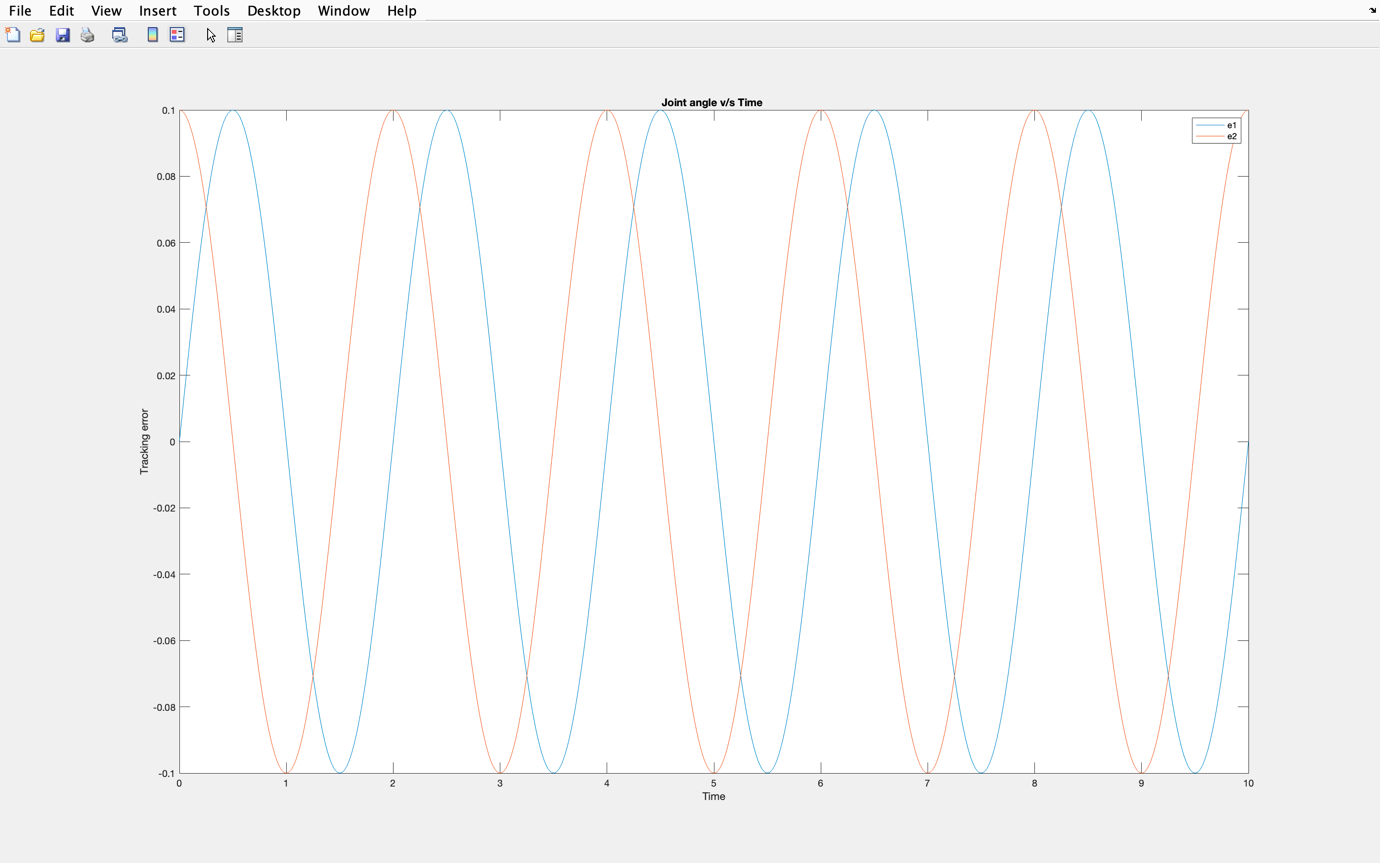 File Edit View Insert Tools Desktop Window Help
Joint angle v/s Time
e1
e2
0.1
0.08
0.06
0.04
0.02
0
-0.02
-0.04
-0.06
-0.08
-0.1
Tracking error
0 1 2 3 4 5 6 7 8 9 10
Time